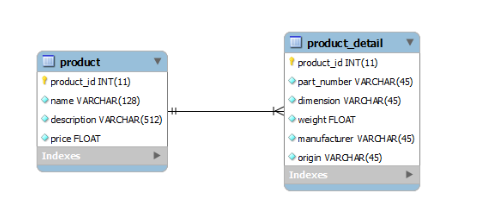 product
product_id INT(11)
name VARCHAR(128)
description VARCHAR(512)
price FLOAT
Indexes
product_detail
product_id INT(11)
part_number VARCHAR(45)
dimension VARCHAR(45)
weight FLOAT
manufacturer VARCHAR(45)
origin VARCHAR(45)
Indexes